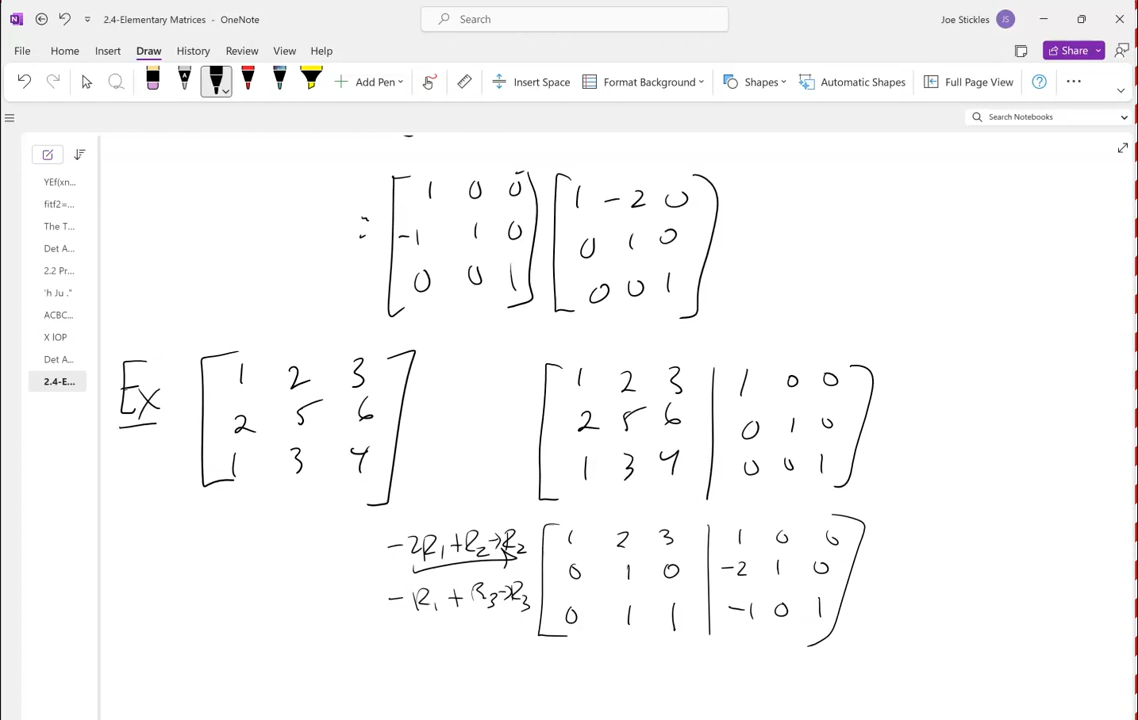 2.4-Elementary Matrices - OneNote
Search
Joe Stickles JS
File Home Insert Draw History Review View Help
Share
Add Pen
Insert Space
Format Background
Shapes
Automatic Shapes
Full Page View
Search Notebooks
YEf(xn...
fitf2=...
The T...
Det A...
2.2 Pr...
'h Ju ."
ACBC...
X IOP
Det A...
2.4-E...
1 0 0 1 -2 0
= -1 1 0 0 1 0
0 0 1 0 0 1
Ex
1 2 3
2 5 6
1 3 4
1 2 3 | 1 0 0
2 5 6 | 0 1 0
1 3 4 | 0 0 1
-2R1+R2→R2
-R1+R3→R3
1 2 3 | 1 0 0
0 1 0 | -2 1 0
0 1 1 | -1 0 1